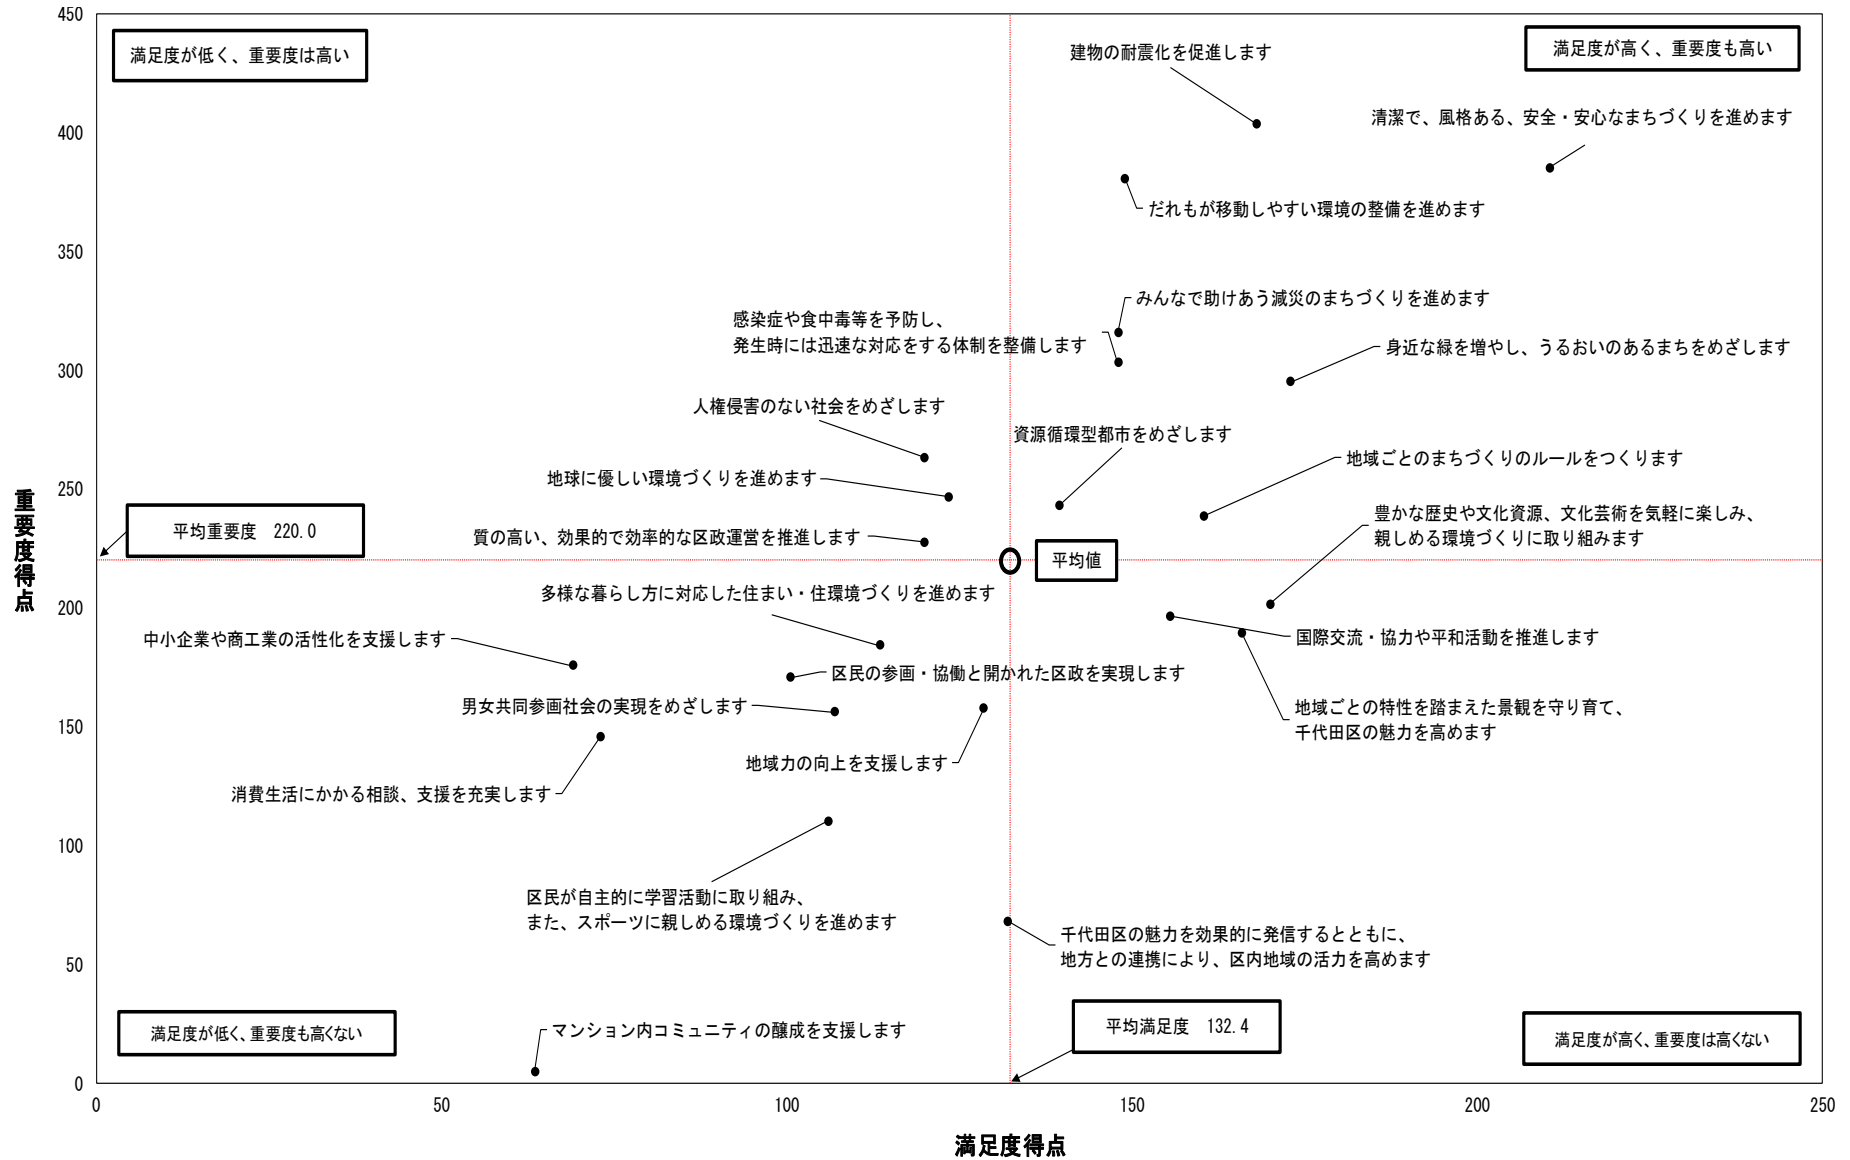 450
満足度が低く、重要度は高い
建物の耐震化を促進します
満足度が高く、重要度も高い
400
清潔で、風格ある、安全・安心なまちづくりを進めます
だれもが移動しやすい環境の整備を進めます
350
みんなで助けあう減災のまちづくりを進めます
感染症や食中毒等を予防し、
発生時には迅速な対応をする体制を整備します
身近な緑を増やし、うるおいのあるまちをめざします
300
人権侵害のない社会をめざします
資源循環型都市をめざします
地域ごとのまちづくりのルールをつくります
地球に優しい環境づくりを進めます
250
重要度得点
平均重要度 220.0
豊かな歴史や文化資源、文化芸術を気軽に楽しみ、
親しめる環境づくりに取り組みます
質の高い、効果的で効率的な区政運営を推進します
平均値
多様な暮らし方に対応した住まい・住環境づくりを進めます
200
中小企業や商工業の活性化を支援します
国際交流・協力や平和活動を推進します
区民の参画・協働と開かれた区政を実現します
男女共同参画社会の実現をめざします
地域ごとの特性を踏まえた景観を守り育て、
千代田区の魅力を高めます
150
地域力の向上を支援します
消費生活にかかる相談、支援を充実します
100
区民が自主的に学習活動に取り組み、
また、スポーツに親しめる環境づくりを進めます
千代田区の魅力を効果的に発信するとともに、
地方との連携により、区内地域の活力を高めます
50
満足度が低く、重要度も高くない
マンション内コミュニティの醸成を支援します
平均満足度 132.4
満足度が高く、重要度は高くない
0
0 50 100 150 200 250
満足度得点